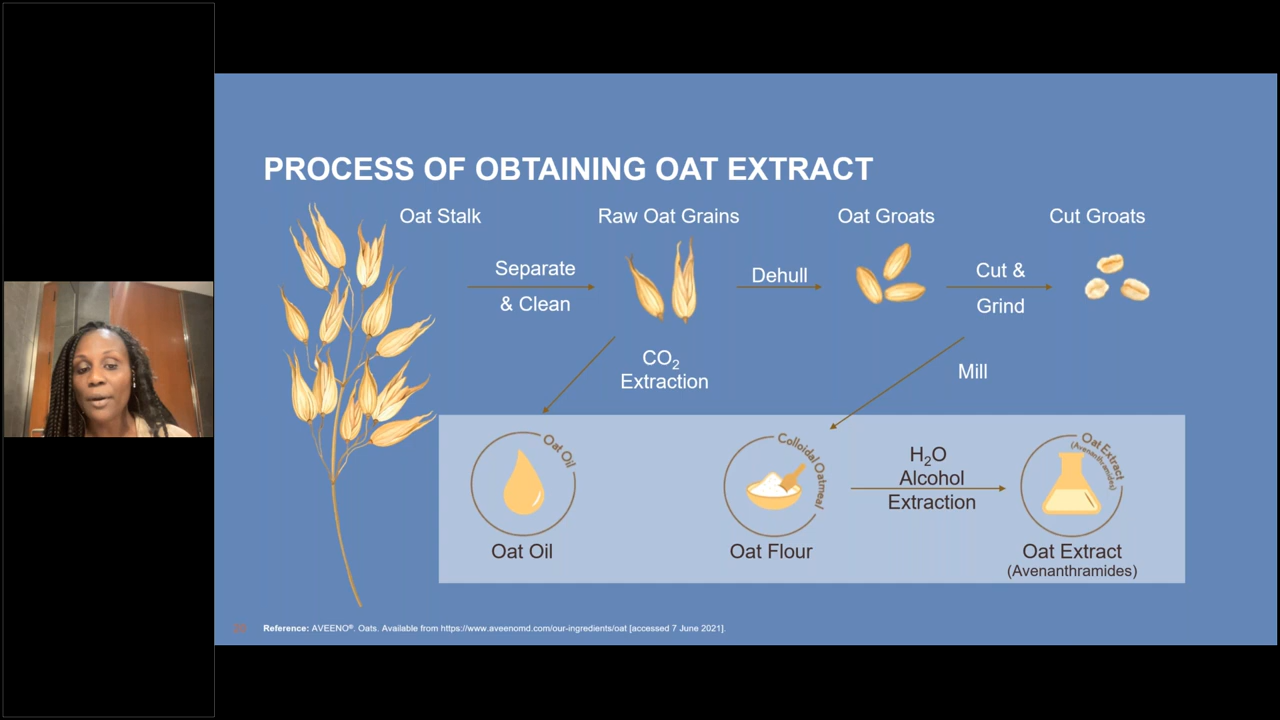 PROCESS OF OBTAINING OAT EXTRACT
Oat Stalk
Raw Oat Grains
Oat Groats
Cut Groats
Separate
& Clean
Dehull
Cut &
Grind
CO₂
Extraction
Mill
Oat Oil
Oat Oil
Colloidal Oatmeal
Oat Flour
H₂O
Alcohol
Extraction
Oat Extract
(Avenanthramides)
Oat Extract
(Avenanthramides)
Reference: AVEENO®. Oats. Available from https://www.aveenomd.com/our-ingredients/oat [accessed 7 June 2021].